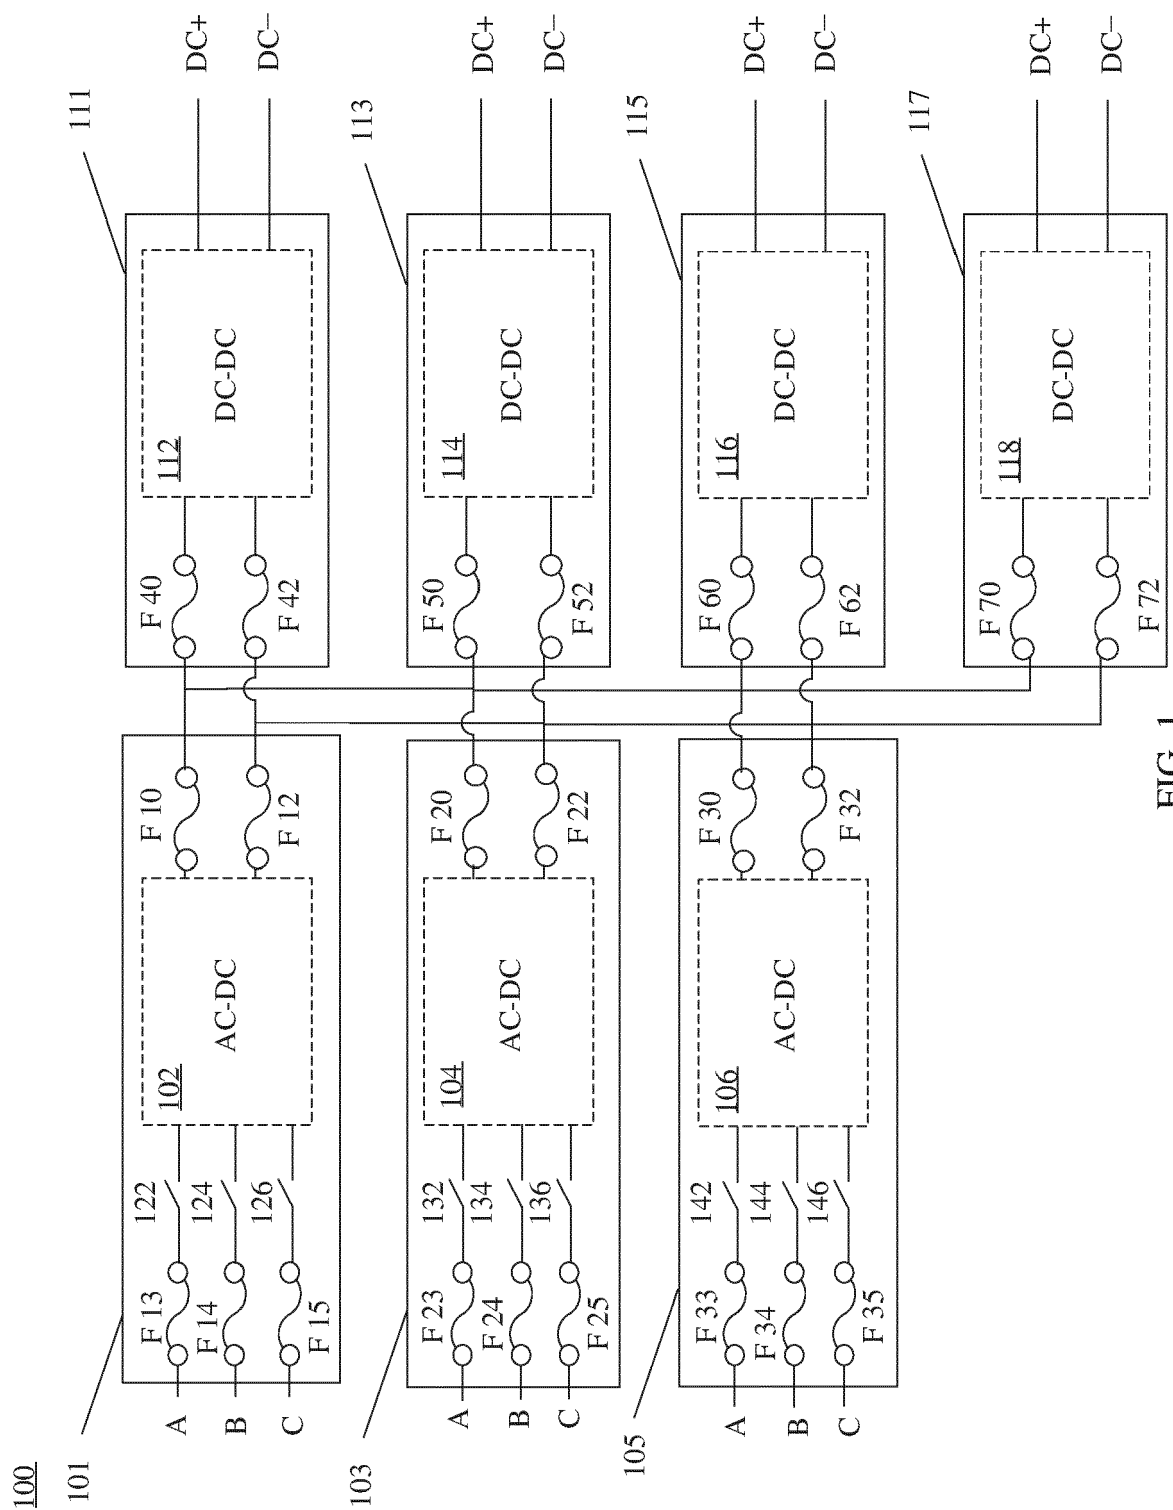 100
101
A
B
C
F 13
F 14
F 15
122
124
126
102
AC-DC
F 10
F 12
F 40
F 42
112
DC-DC
111
DC+
DC−
103
A
B
C
F 23
F 24
F 25
132
134
136
104
AC-DC
F 20
F 22
F 50
F 52
114
DC-DC
113
DC+
DC−
105
A
B
C
F 33
F 34
F 35
142
144
146
106
AC-DC
F 30
F 32
F 60
F 62
116
DC-DC
115
DC+
DC−
F 70
F 72
118
DC-DC
117
DC+
DC−
FIG. 1